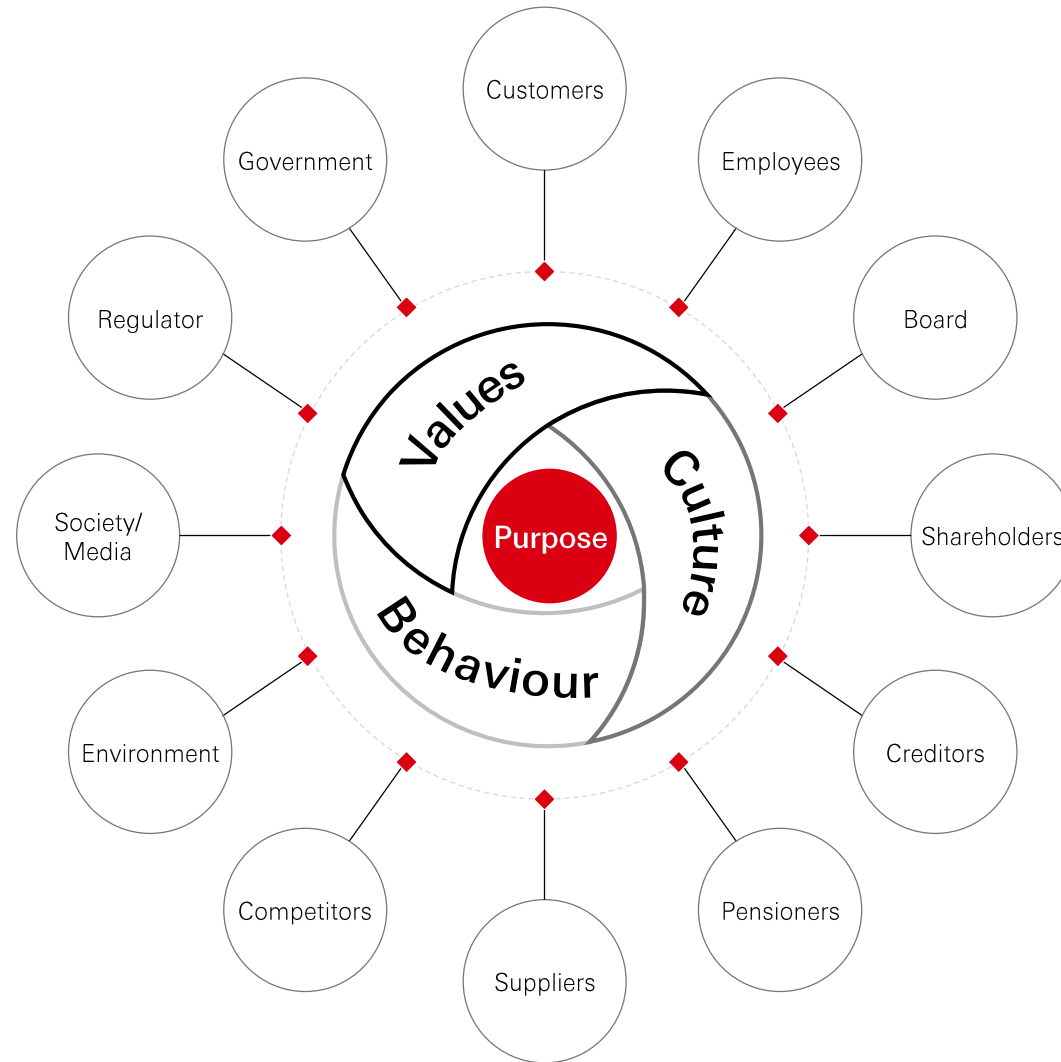 Customers
Employees
Board
Shareholders
Creditors
Pensioners
Suppliers
Competitors
Environment
Society/
Media
Regulator
Government
Values
Culture
Behaviour
Purpose